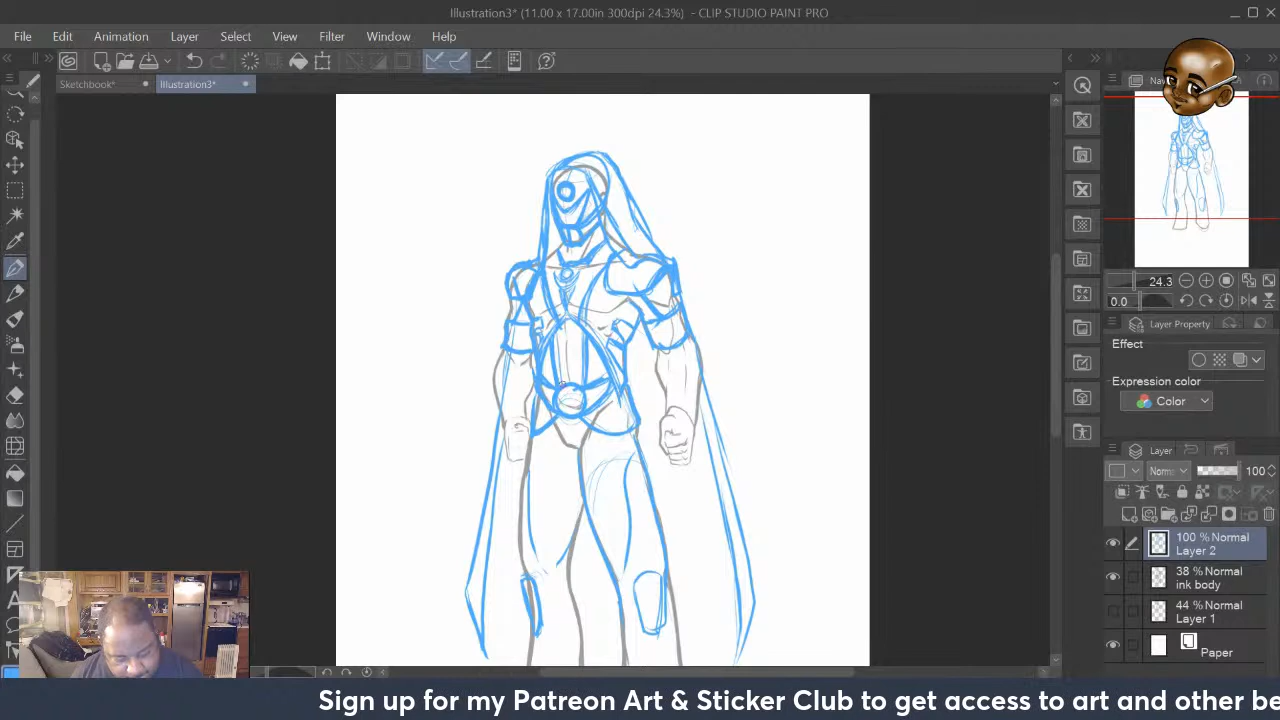 Illustration3* (11.00 x 17.00in 300dpi 24.3%) - CLIP STUDIO PAINT PRO
File Edit Animation Layer Select View Filter Window Help
Sketchbook* Illustration3*
24.3
0.0
Layer Property
Effect
Expression color
Color
Layer
Norm 100
100 % Normal
Layer 2
38 % Normal
ink body
44 % Normal
Layer 1
Paper
Sign up for my Patreon Art & Sticker Club to get access to art and other be